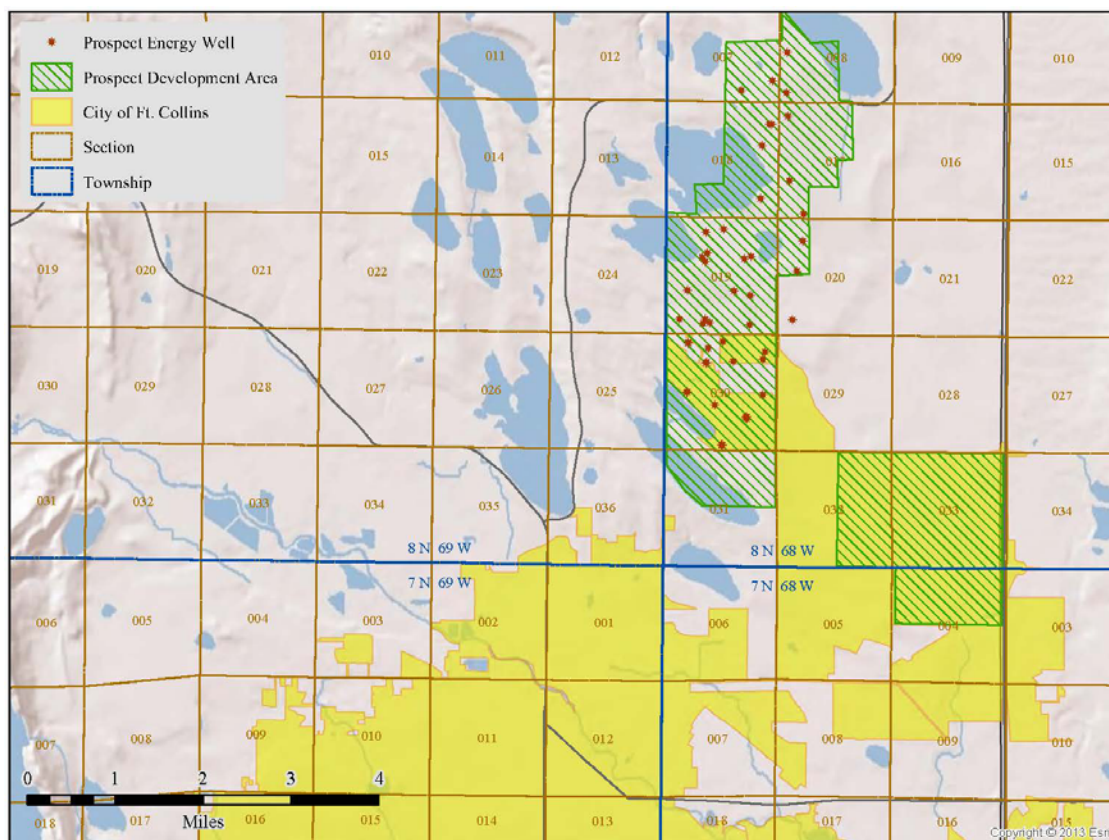 Prospect Energy Well
Prospect Development Area
City of Ft. Collins
Section
Township
010 011 012 007 008 009 010
015 014 013 018 016 015
019 020 021 022 023 024 019 020 021 022
030 029 028 027 026 025 030 029 028 027
031 032 033 034 035 036 031 032 033 034
8 N 69 W 8 N 68 W
7 N 69 W 7 N 68 W
006 005 004 003 002 001 006 005 004 003
007 008 009 010 011 012 007 008 009 010
0 1 2 3 4
Miles
018 017 016 015 014 013 018 017 016 015
Copyright © 2013 Esri